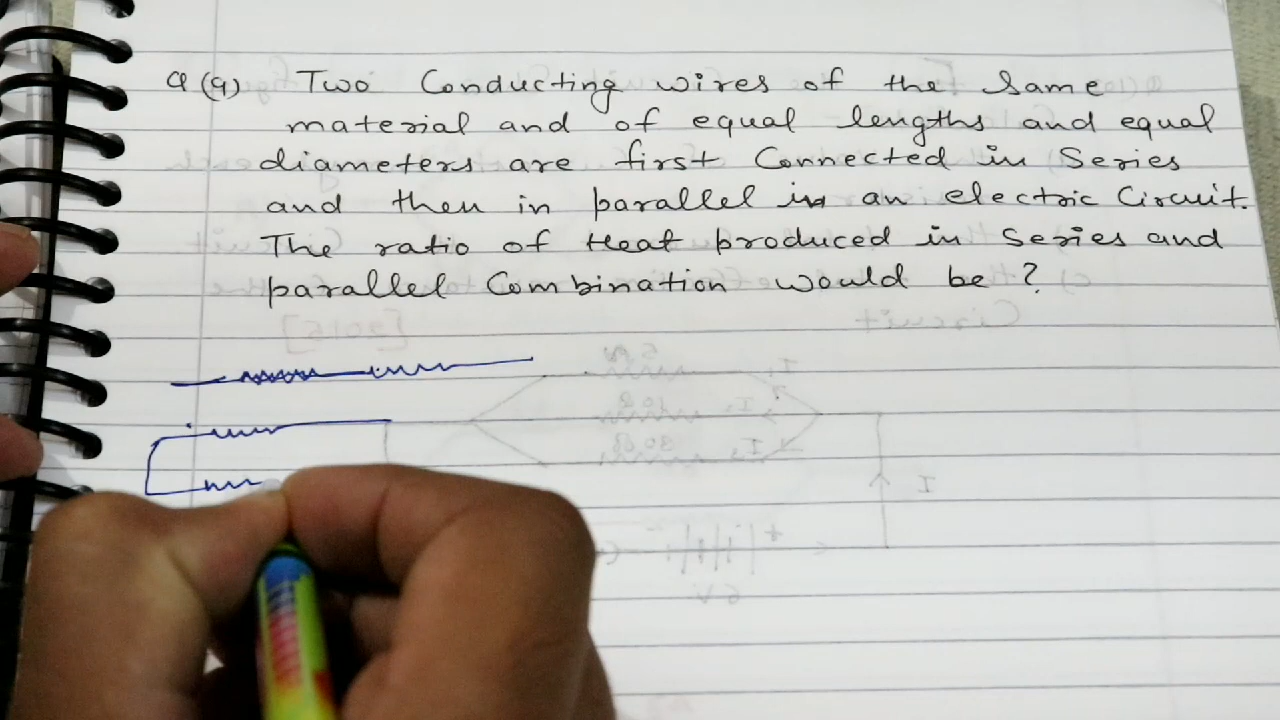 Q (9) Two Conducting wires of the Same
material and of equal lengths and equal
diameters are first Connected in Series
and then in parallel in an electric Circuit.
The ratio of Heat produced in Series and
parallel Combination would be ?